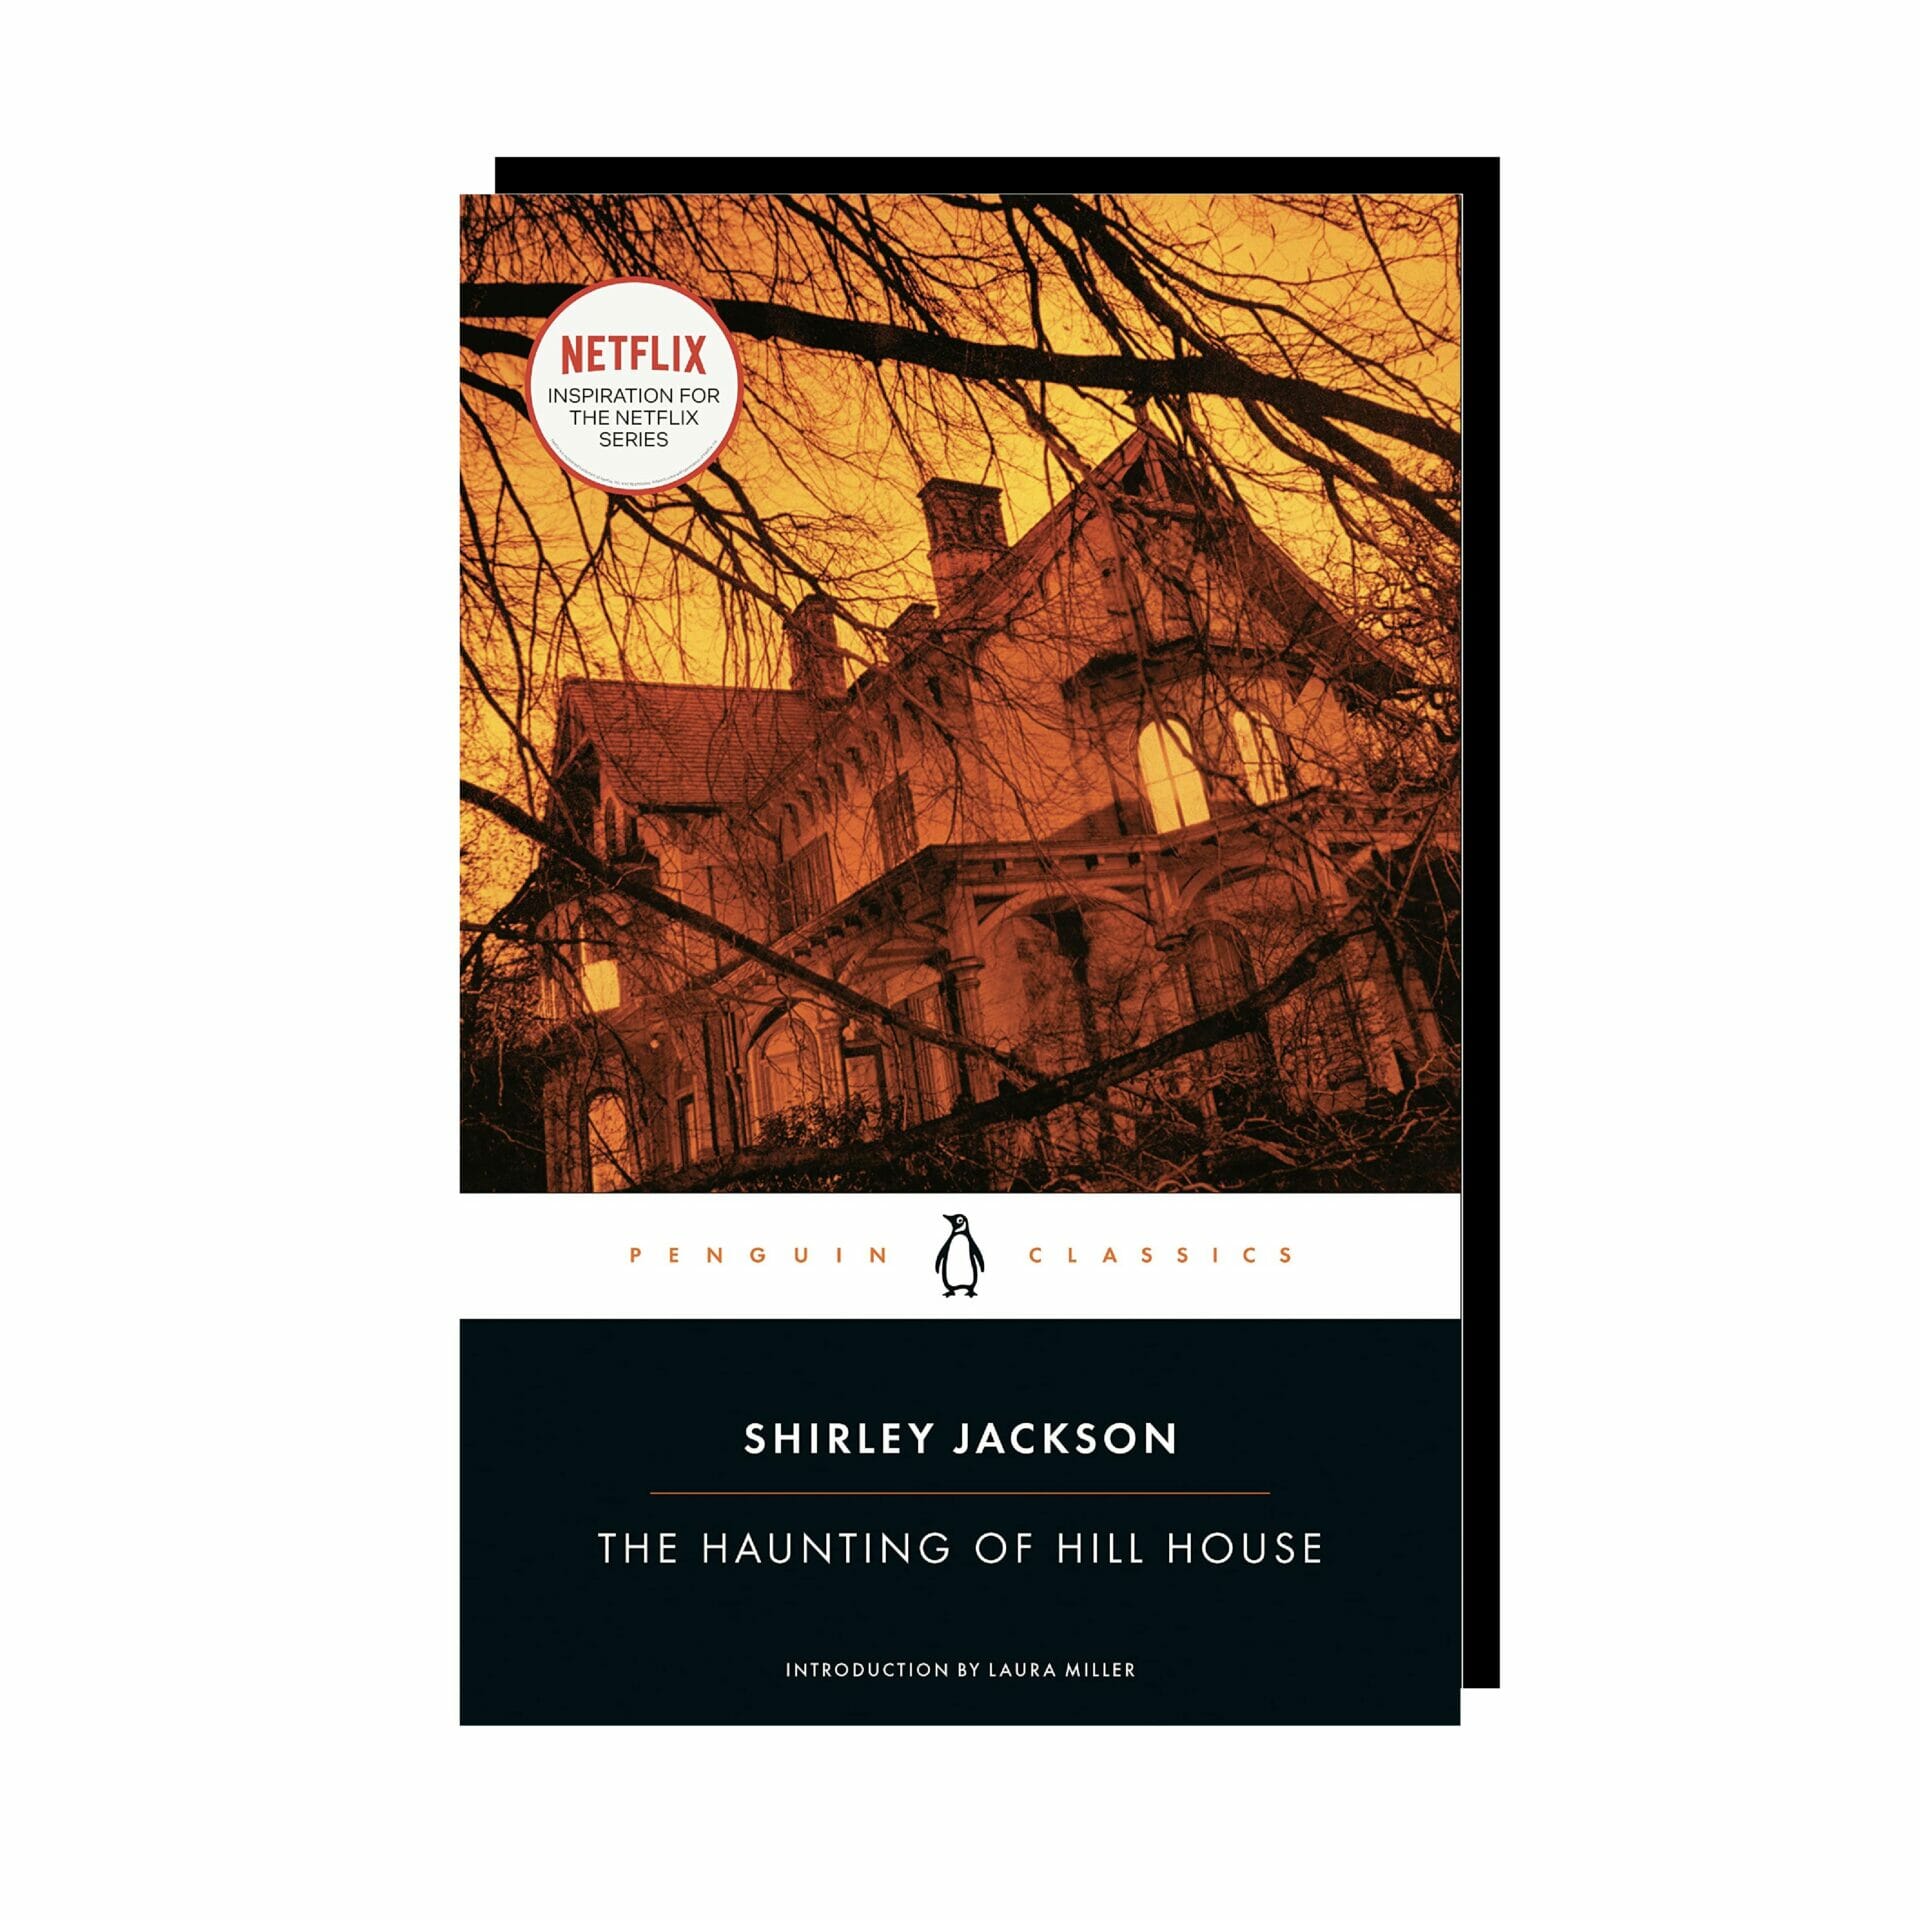 NETFLIX
INSPIRATION FOR
THE NETFLIX
SERIES
PENGUIN CLASSICS
SHIRLEY JACKSON
THE HAUNTING OF HILL HOUSE
INTRODUCTION BY LAURA MILLER